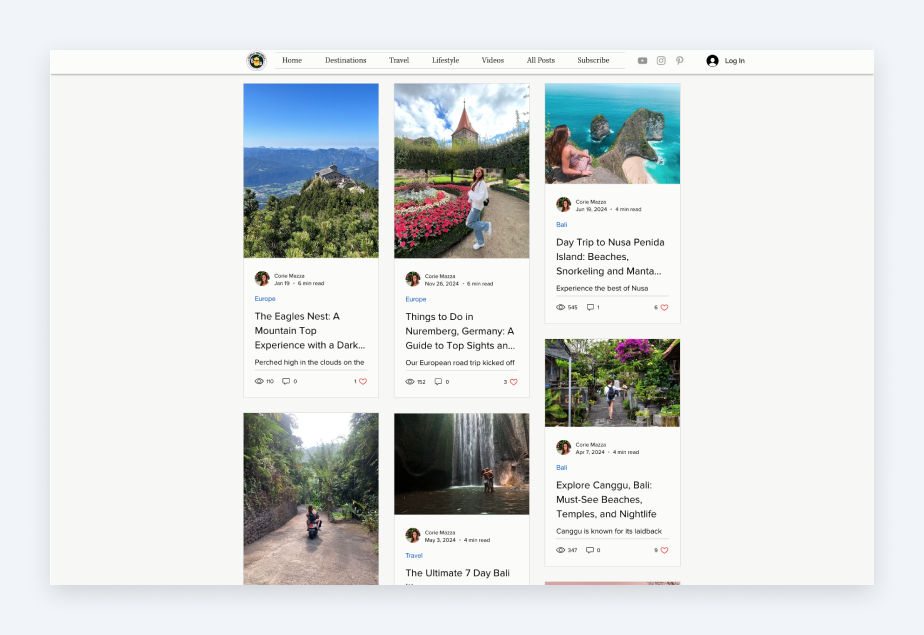 Home Destinations Travel Lifestyle Videos All Posts Subscribe Log In
Corie Mazza
Jan 19 · 6 min read
Europe
The Eagles Nest: A
Mountain Top
Experience with a Dark...
Perched high in the clouds on the
110 0 1
Corie Mazza
Nov 26, 2024 · 6 min read
Europe
Things to Do in
Nuremberg, Germany: A
Guide to Top Sights an...
Our European road trip kicked off
152 0 3
Corie Mazza
Jun 19, 2024 · 4 min read
Bali
Day Trip to Nusa Penida
Island: Beaches,
Snorkeling and Manta...
Experience the best of Nusa
545 1 6
Corie Mazza
May 3, 2024 · 4 min read
Travel
The Ultimate 7 Day Bali
Corie Mazza
Apr 7, 2024 · 4 min read
Bali
Explore Canggu, Bali:
Must-See Beaches,
Temples, and Nightlife
Canggu is known for its laidback
347 0 9